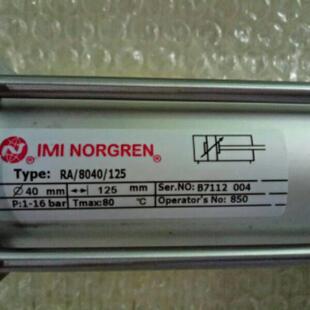 ® IMI NORGREN®
Type: RA/8040/125
Ø 40 mm ◂-▸ 125 mm Ser.NO: B7112 004
P:1-16 bar Tmax:80 °C Operator's No: 850